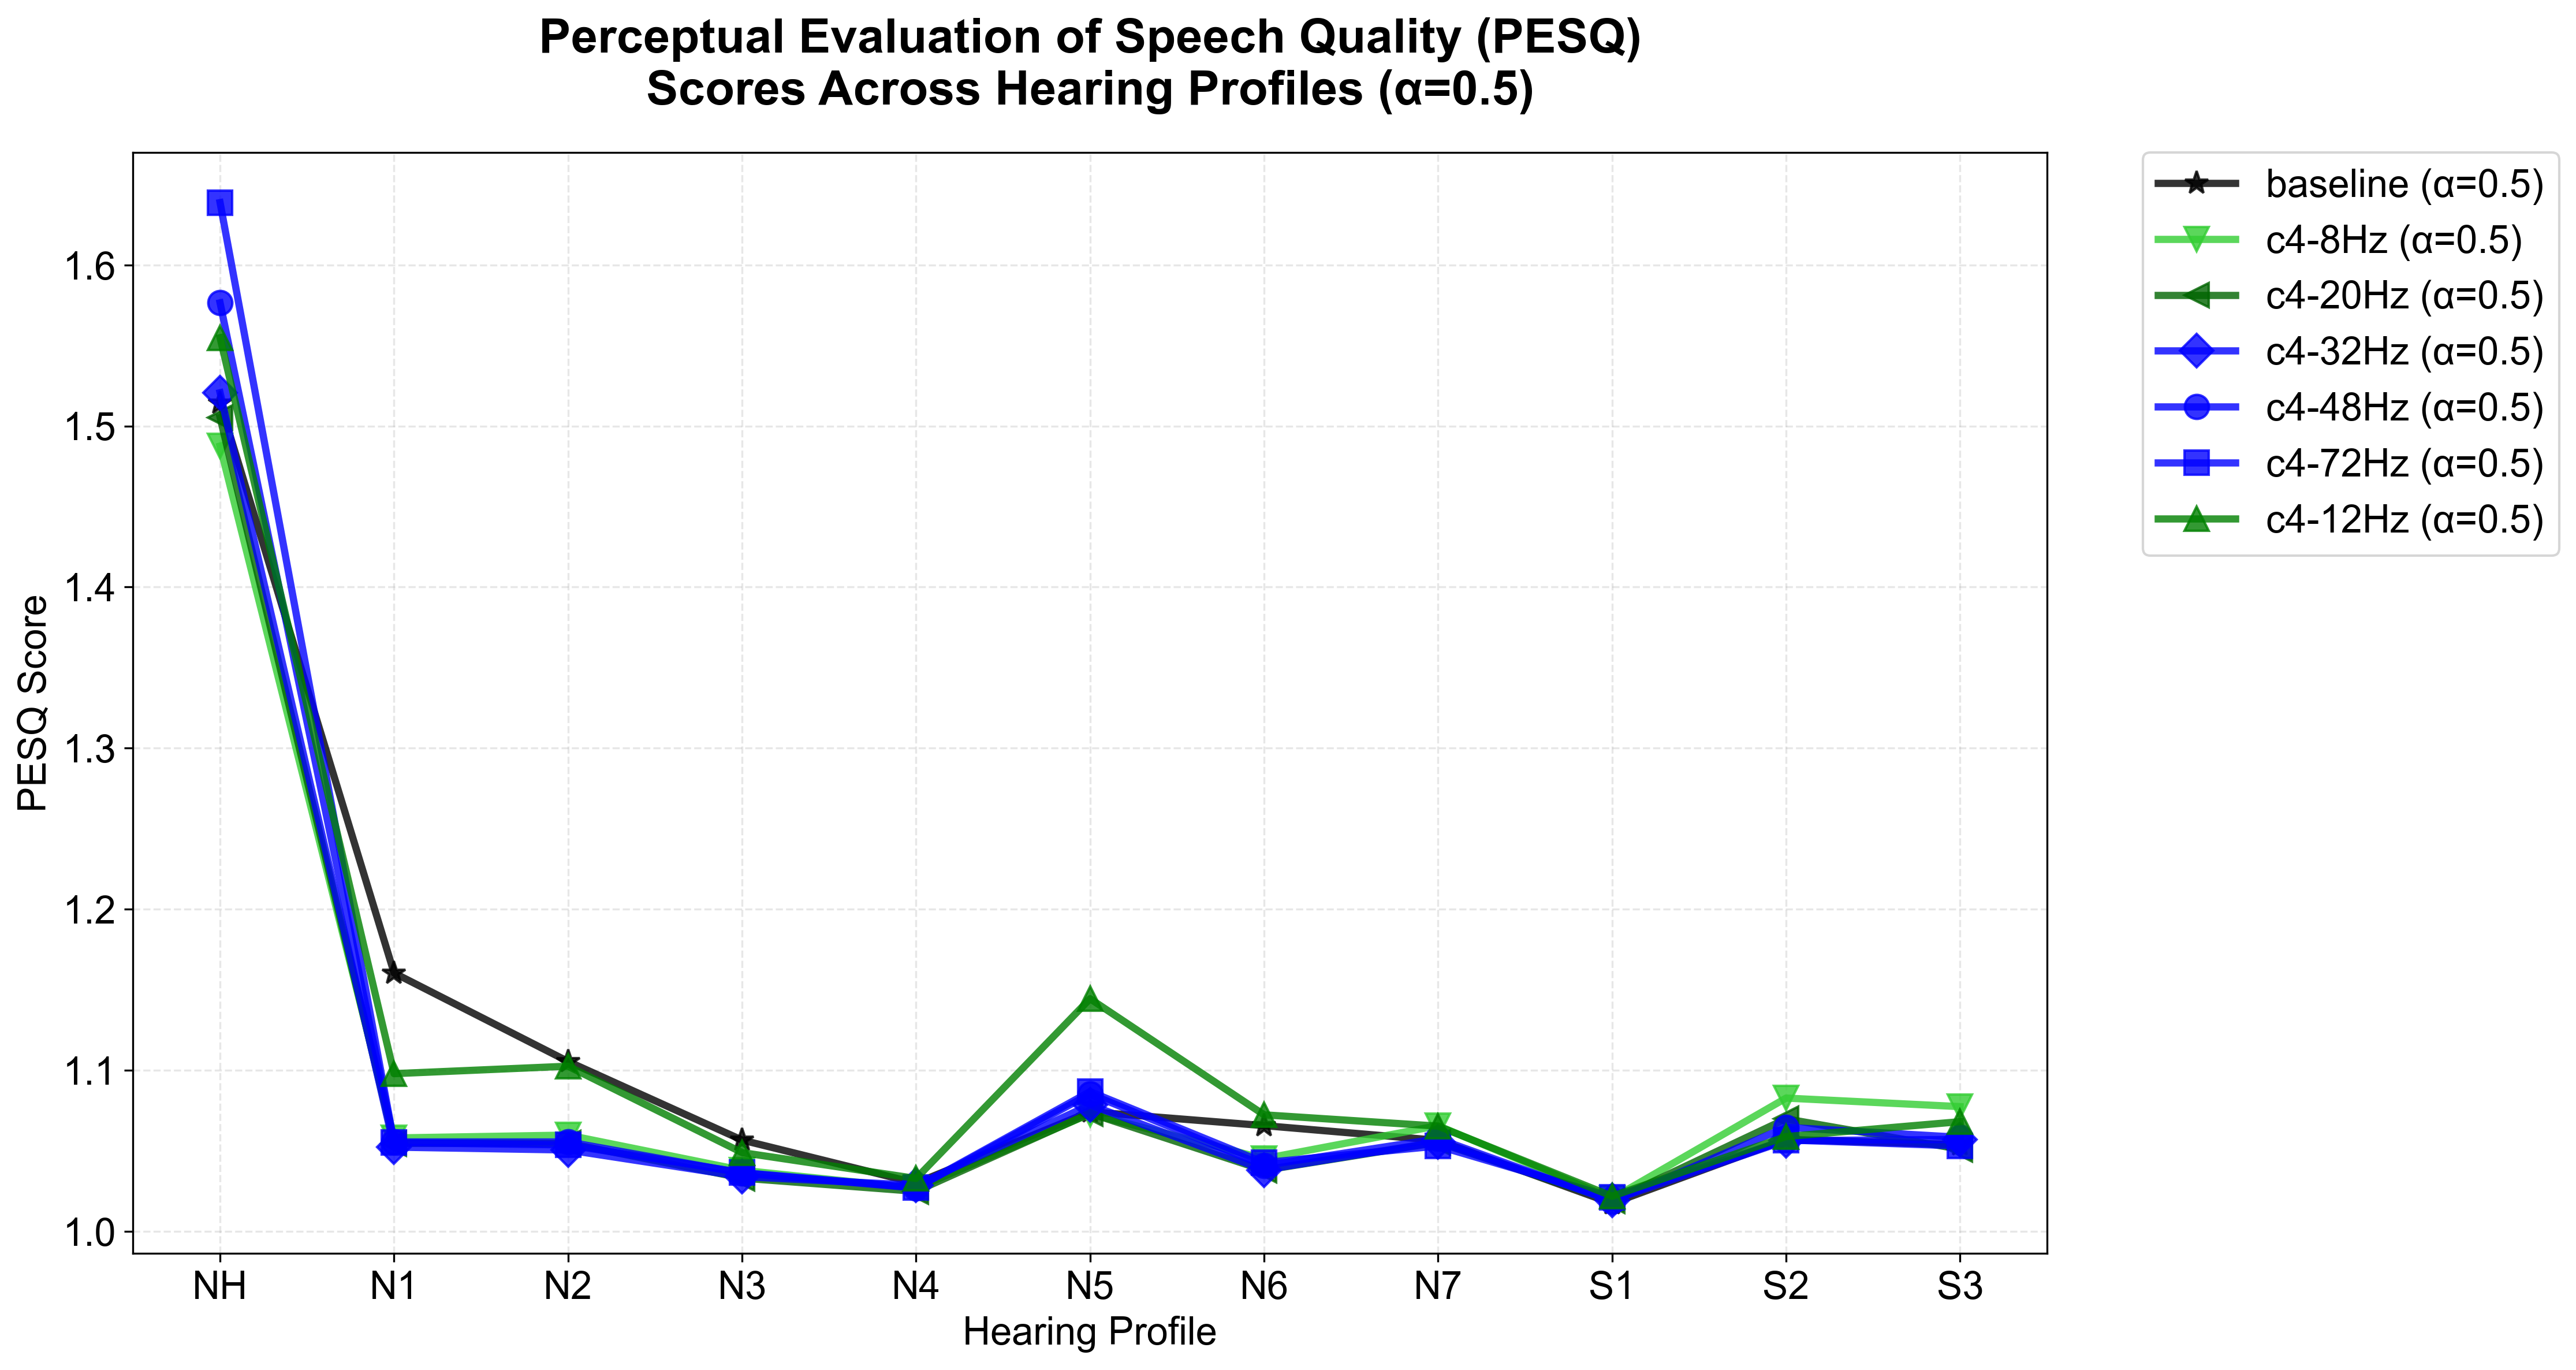 Perceptual Evaluation of Speech Quality (PESQ)
Scores Across Hearing Profiles (α=0.5)
PESQ Score
1.6
1.5
1.4
1.3
1.2
1.1
1.0
NH N1 N2 N3 N4 N5 N6 N7 S1 S2 S3
Hearing Profile
baseline (α=0.5)
c4-8Hz (α=0.5)
c4-20Hz (α=0.5)
c4-32Hz (α=0.5)
c4-48Hz (α=0.5)
c4-72Hz (α=0.5)
c4-12Hz (α=0.5)